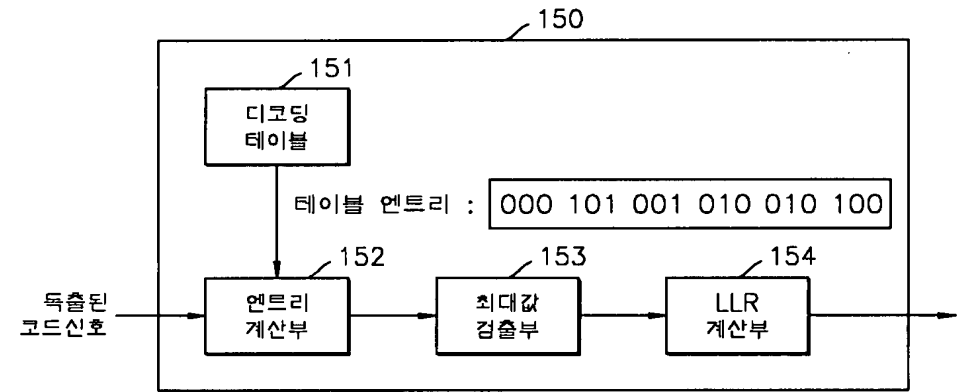 150
151
디코딩
테이블
테이블 엔트리 : 000 101 001 010 010 100
152
153
154
독출된
코드신호
엔트리
계산부
최대값
검출부
LLR
계산부